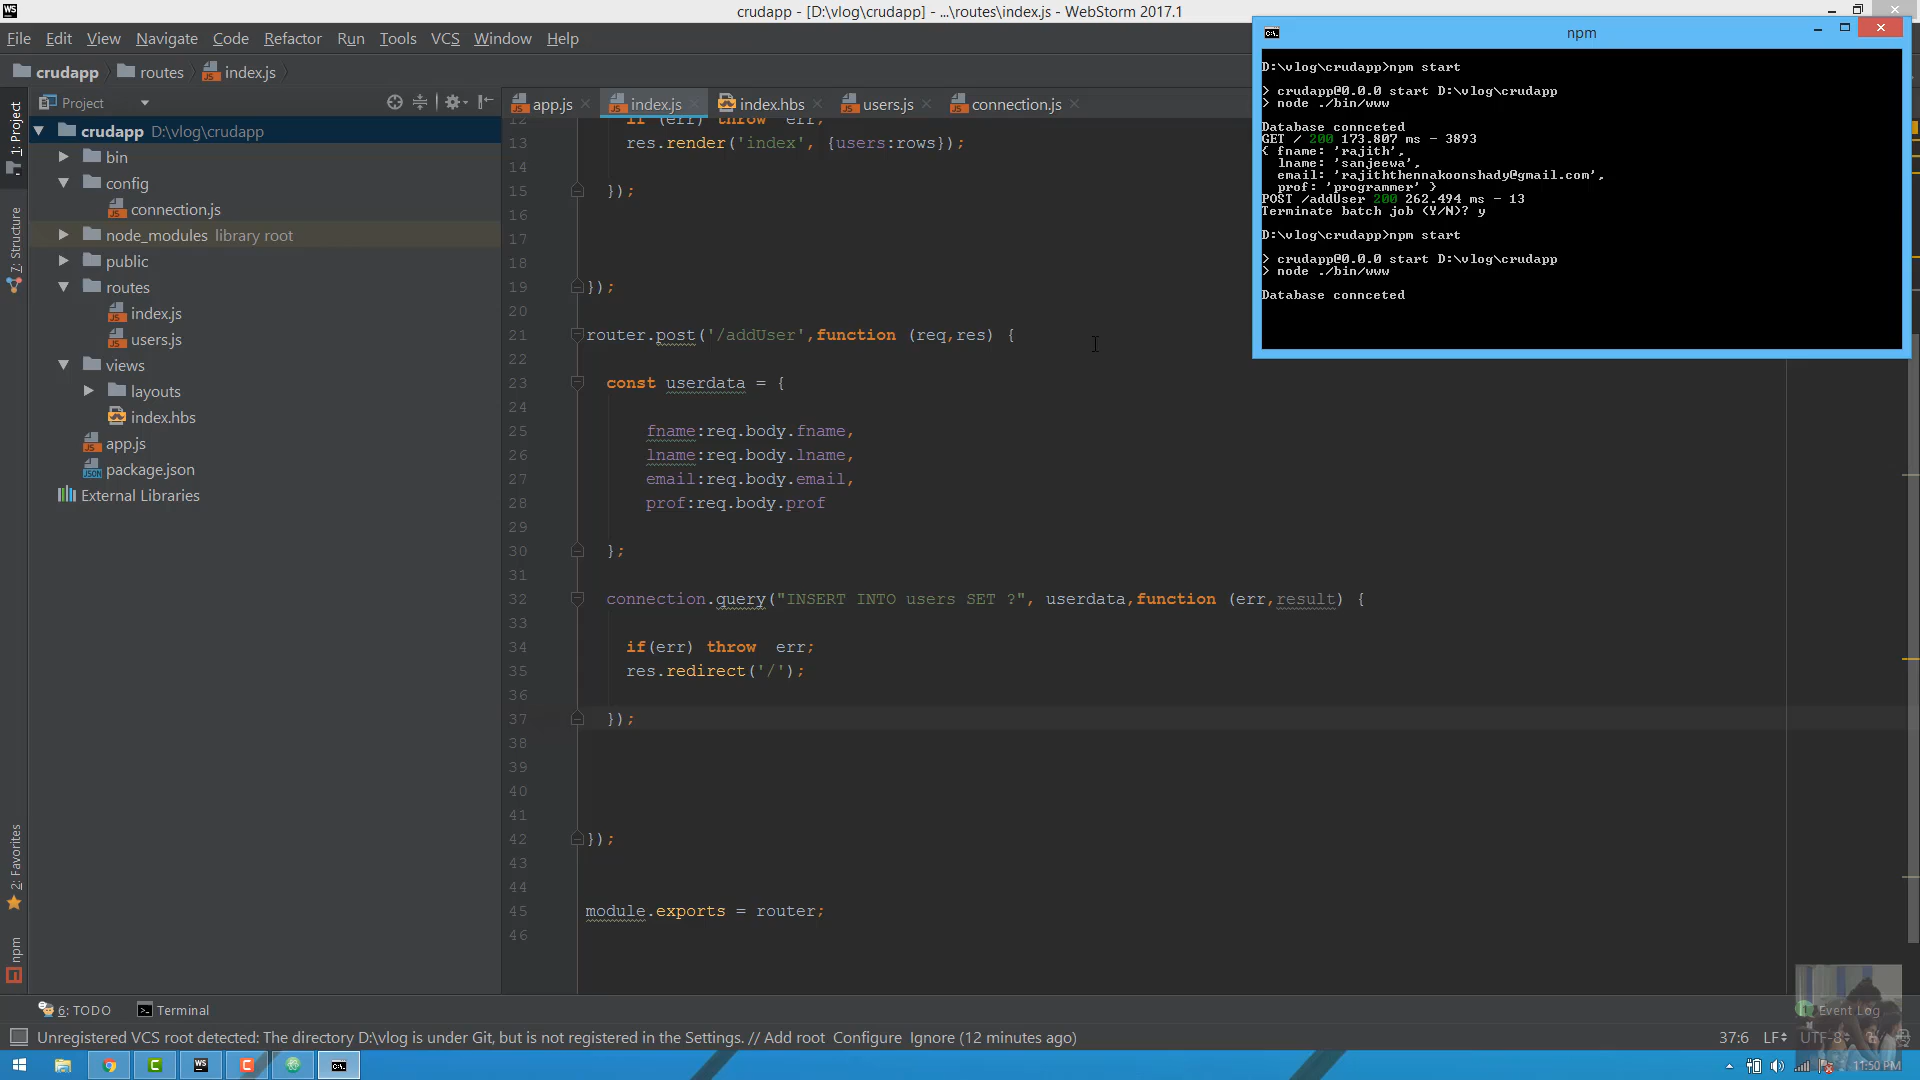 WS
crudapp - [D:\vlog\crudapp] - ...\routes\index.js - WebStorm 2017.1
File Edit View Navigate Code Refactor Run Tools VCS Window Help
crudapp routes index.js
Project
app.js index.js index.hbs users.js connection.js
1: Project
7: Structure
2: Favorites
npm
crudapp D:\vlog\crudapp
bin
config
connection.js
node_modules library root
public
routes
index.js
users.js
views
layouts
index.hbs
app.js
package.json
External Libraries
12 if (err) throw err;
13 res.render('index', {users:rows});
14
15 });
16
17
18
19 });
20
21 router.post('/addUser',function (req,res) {
22
23 const userdata = {
24
25 fname:req.body.fname,
26 lname:req.body.lname,
27 email:req.body.email,
28 prof:req.body.prof
29
30 };
31
32 connection.query("INSERT INTO users SET ?", userdata,function (err,result) {
33
34 if(err) throw  err;
35 res.redirect('/');
36
37 });
38
39
40
41
42 });
43
44
45 module.exports = router;
46
npm
D:\vlog\crudapp>npm start
> crudapp@0.0.0 start D:\vlog\crudapp
> node ./bin/www
Database connceted
GET / 200 173.807 ms - 3893
{ fname: 'rajith',
lname: 'sanjeewa',
email: 'rajiththennakoonshady@gmail.com',
prof: 'programmer' }
POST /addUser 200 262.494 ms - 13
Terminate batch job (Y/N)? y
D:\vlog\crudapp>npm start
> crudapp@0.0.0 start D:\vlog\crudapp
> node ./bin/www
Database connceted
6: TODO Terminal
Event Log
Unregistered VCS root detected: The directory D:\vlog is under Git, but is not registered in the Settings. // Add root Configure Ignore (12 minutes ago)
37:6 LF UTF-8
11:50 PM